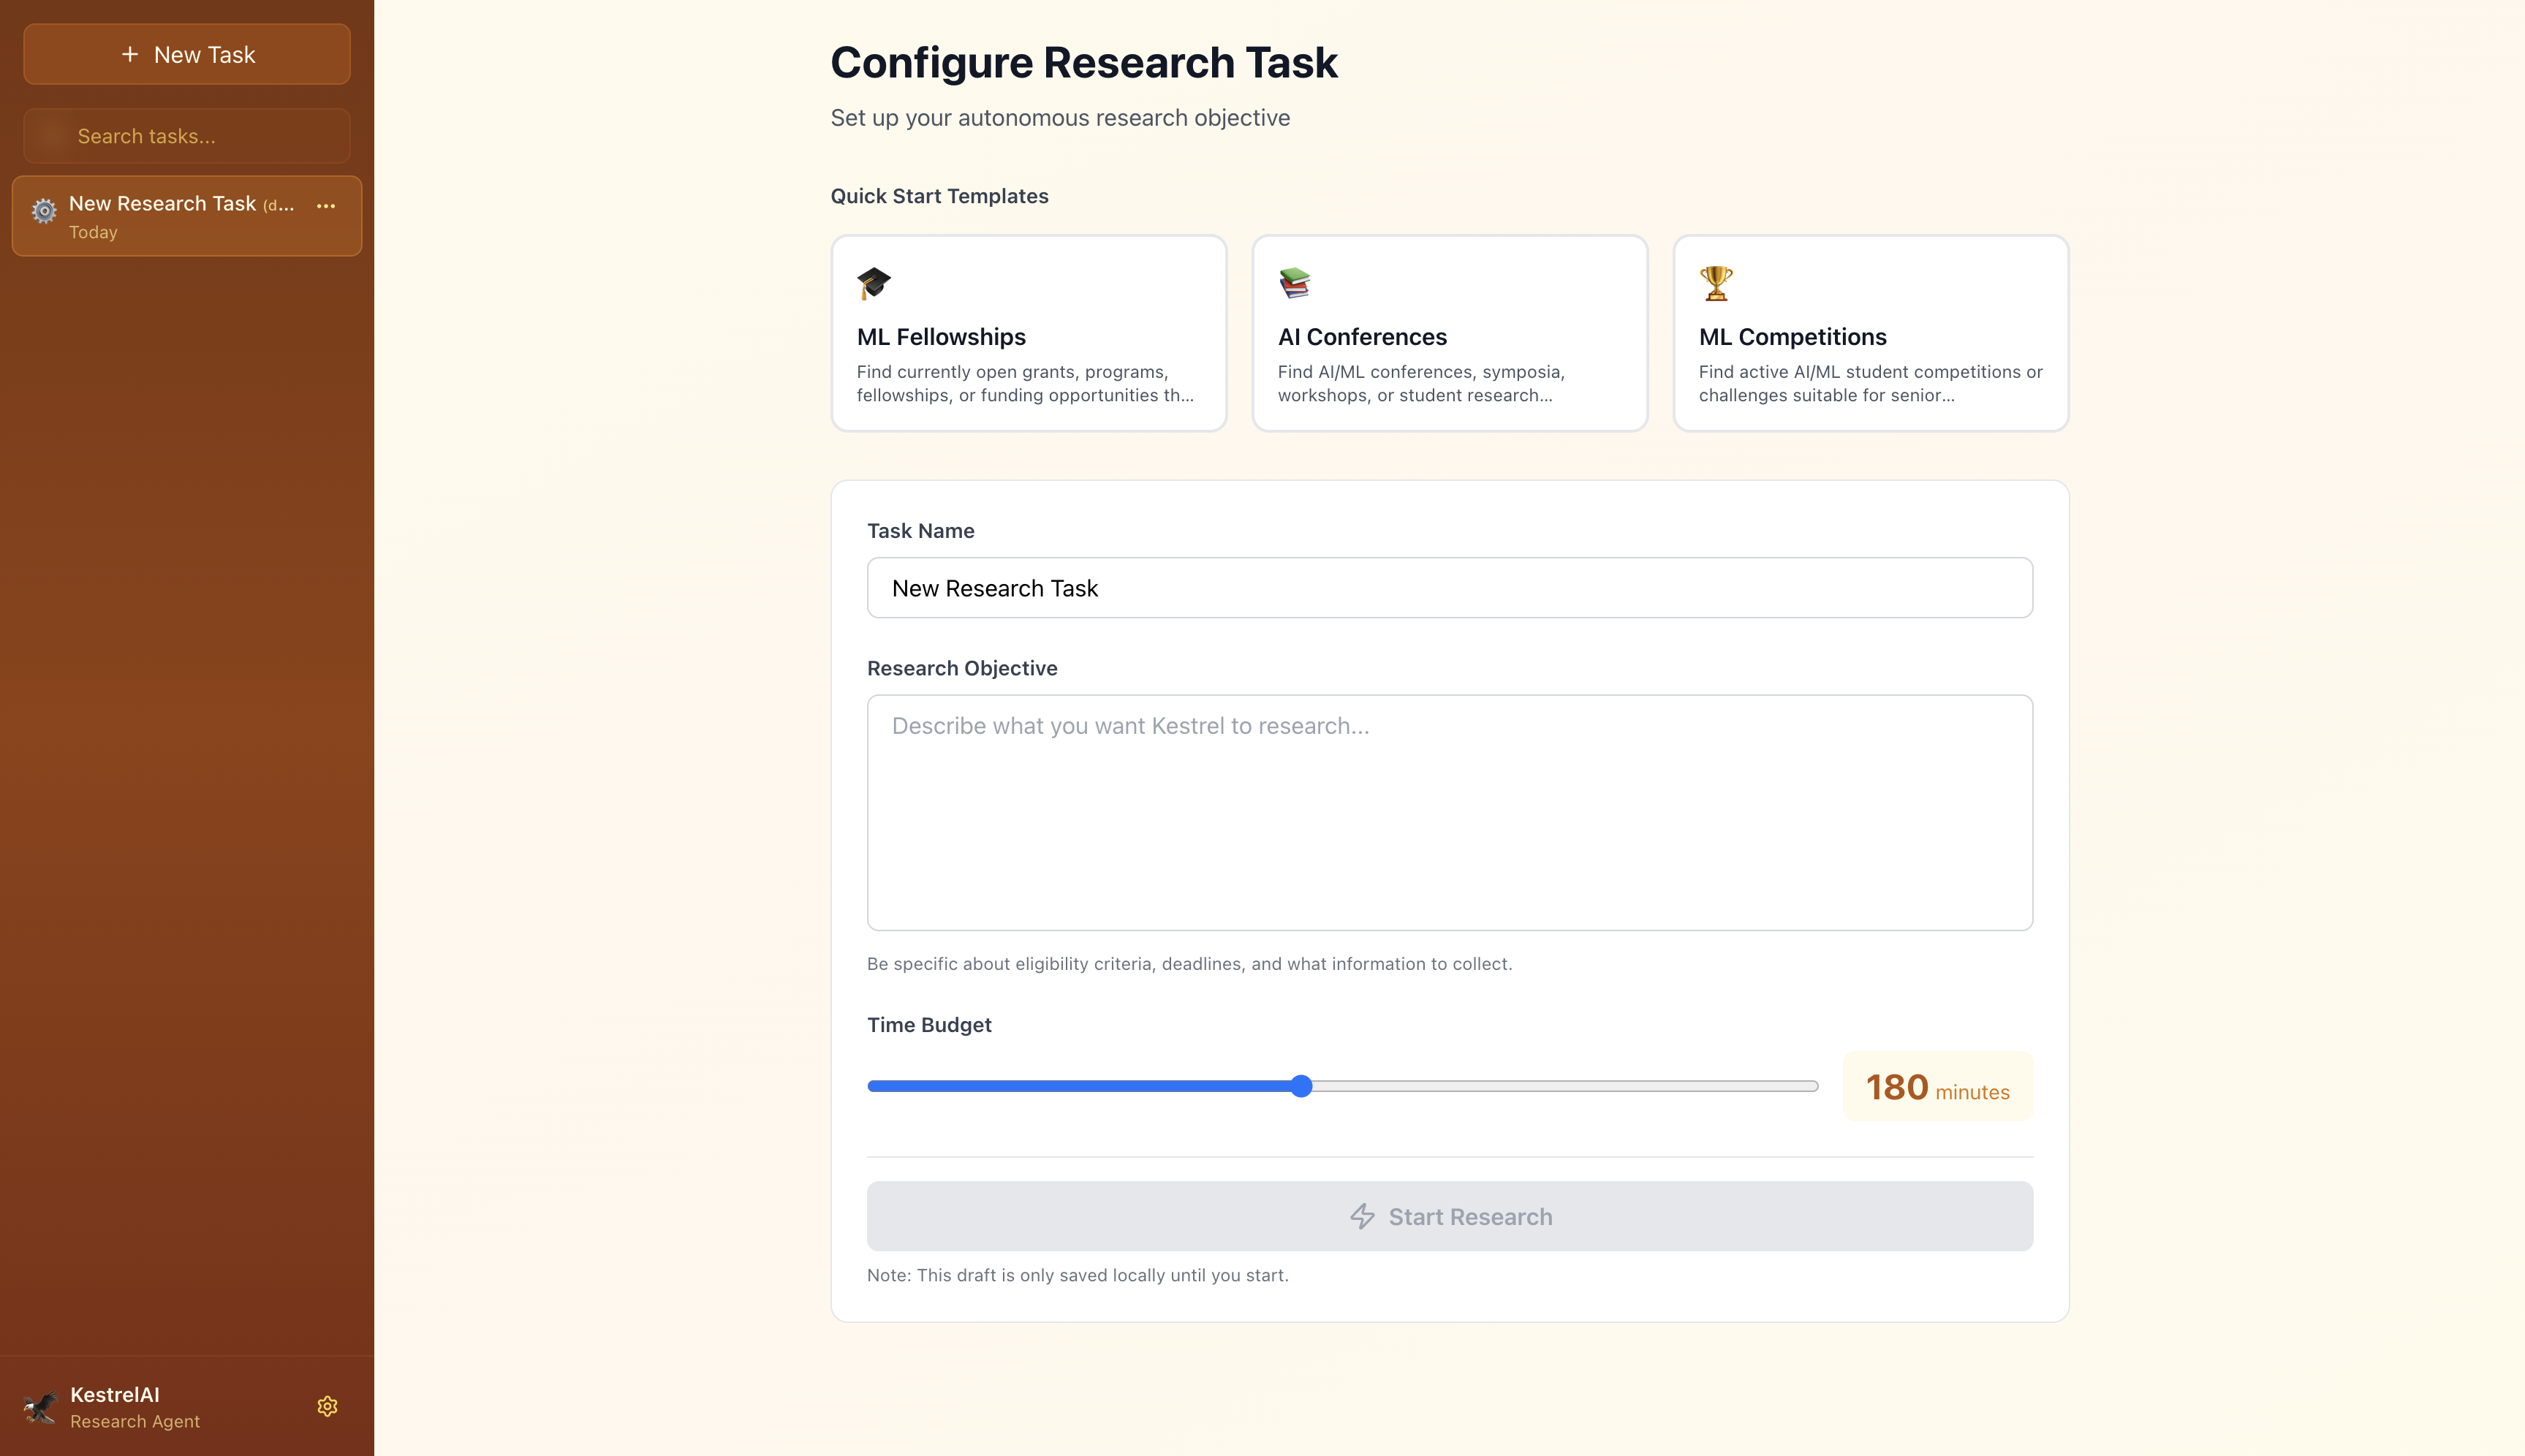 New Task
Search tasks...
New Research Task (d...
Today
KestrelAI
Research Agent
Configure Research Task
Set up your autonomous research objective
Quick Start Templates
ML Fellowships
Find currently open grants, programs,
fellowships, or funding opportunities th...
AI Conferences
Find AI/ML conferences, symposia,
workshops, or student research...
ML Competitions
Find active AI/ML student competitions or
challenges suitable for senior...
Task Name
New Research Task
Research Objective
Describe what you want Kestrel to research...
Be specific about eligibility criteria, deadlines, and what information to collect.
Time Budget
180 minutes
Start Research
Note: This draft is only saved locally until you start.